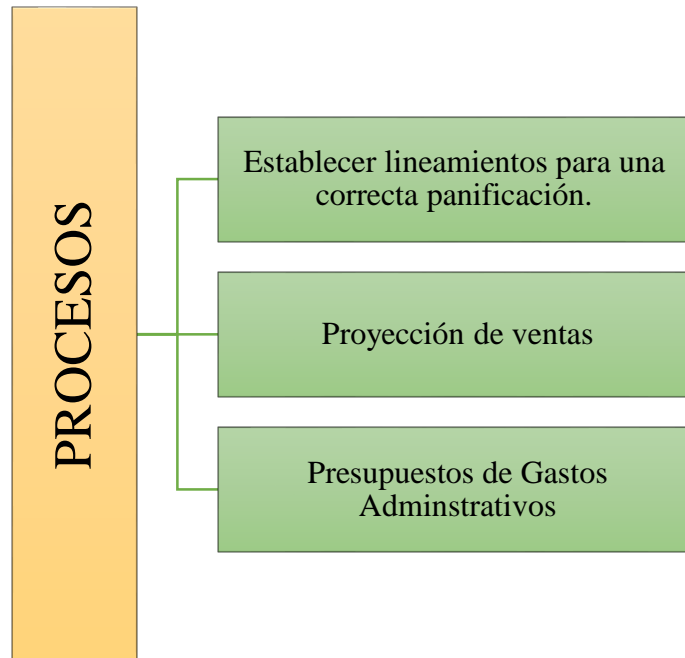 PROCESOS
Establecer lineamientos para una
correcta panificación.
Proyección de ventas
Presupuestos de Gastos
Adminstrativos